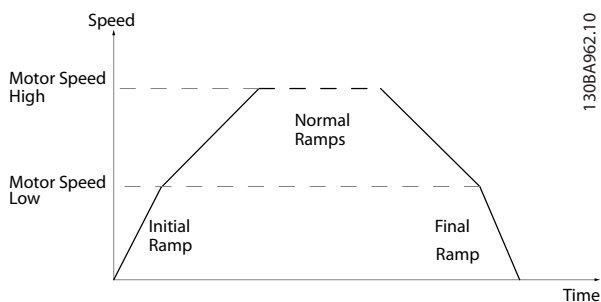 Speed
130BA962.10
Motor Speed
High
Normal
Ramps
Motor Speed
Low
Initial
Ramp
Final
Ramp
Time